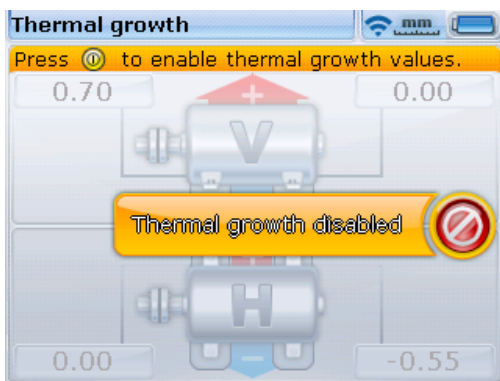 Thermal growth mm
Press to enable thermal growth values.
0.70 + 0.00
V
Thermal growth disabled
+
H
0.00 - -0.55